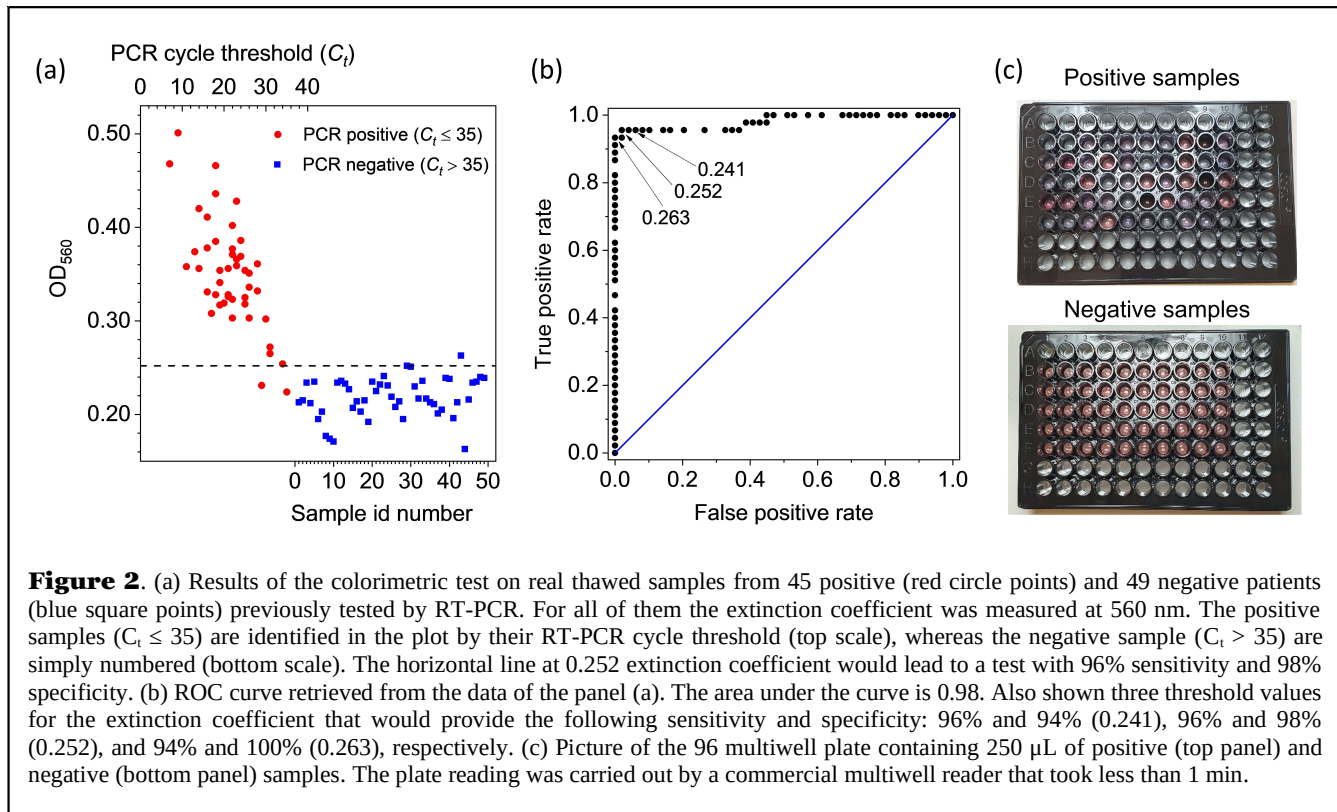 (a)
PCR cycle threshold (Cₜ)
0 10 20 30 40
PCR positive (Cₜ ≤ 35)
PCR negative (Cₜ > 35)
OD₅₆₀
0.50
0.40
0.30
0.20
0 10 20 30 40 50
Sample id number
(b)
True positive rate
1.0
0.8
0.6
0.4
0.2
0.0
0.241
0.252
0.263
0.0 0.2 0.4 0.6 0.8 1.0
False positive rate
(c)
Positive samples
Negative samples
Figure 2. (a) Results of the colorimetric test on real thawed samples from 45 positive (red circle points) and 49 negative patients
(blue square points) previously tested by RT-PCR. For all of them the extinction coefficient was measured at 560 nm. The positive
samples (Cₜ ≤ 35) are identified in the plot by their RT-PCR cycle threshold (top scale), whereas the negative sample (Cₜ > 35) are
simply numbered (bottom scale). The horizontal line at 0.252 extinction coefficient would lead to a test with 96% sensitivity and 98%
specificity. (b) ROC curve retrieved from the data of the panel (a). The area under the curve is 0.98. Also shown three threshold values
for the extinction coefficient that would provide the following sensitivity and specificity: 96% and 94% (0.241), 96% and 98%
(0.252), and 94% and 100% (0.263), respectively. (c) Picture of the 96 multiwell plate containing 250 μL of positive (top panel) and
negative (bottom panel) samples. The plate reading was carried out by a commercial multiwell reader that took less than 1 min.